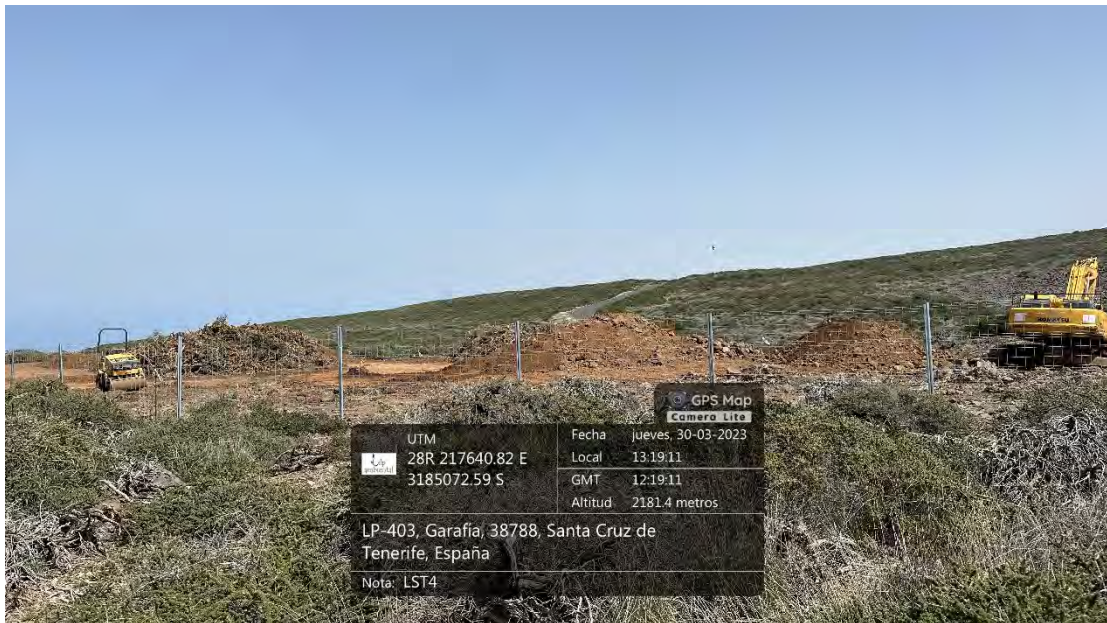 GPS Map
Camera Lite
UTM
28R 217640.82 E
3185072.59 S
Fecha jueves, 30-03-2023
Local 13:19:11
GMT 12:19:11
Altitud 2181.4 metros
LP-403, Garafía, 38788, Santa Cruz de
Tenerife, España
Nota: LST4
KOMATSU